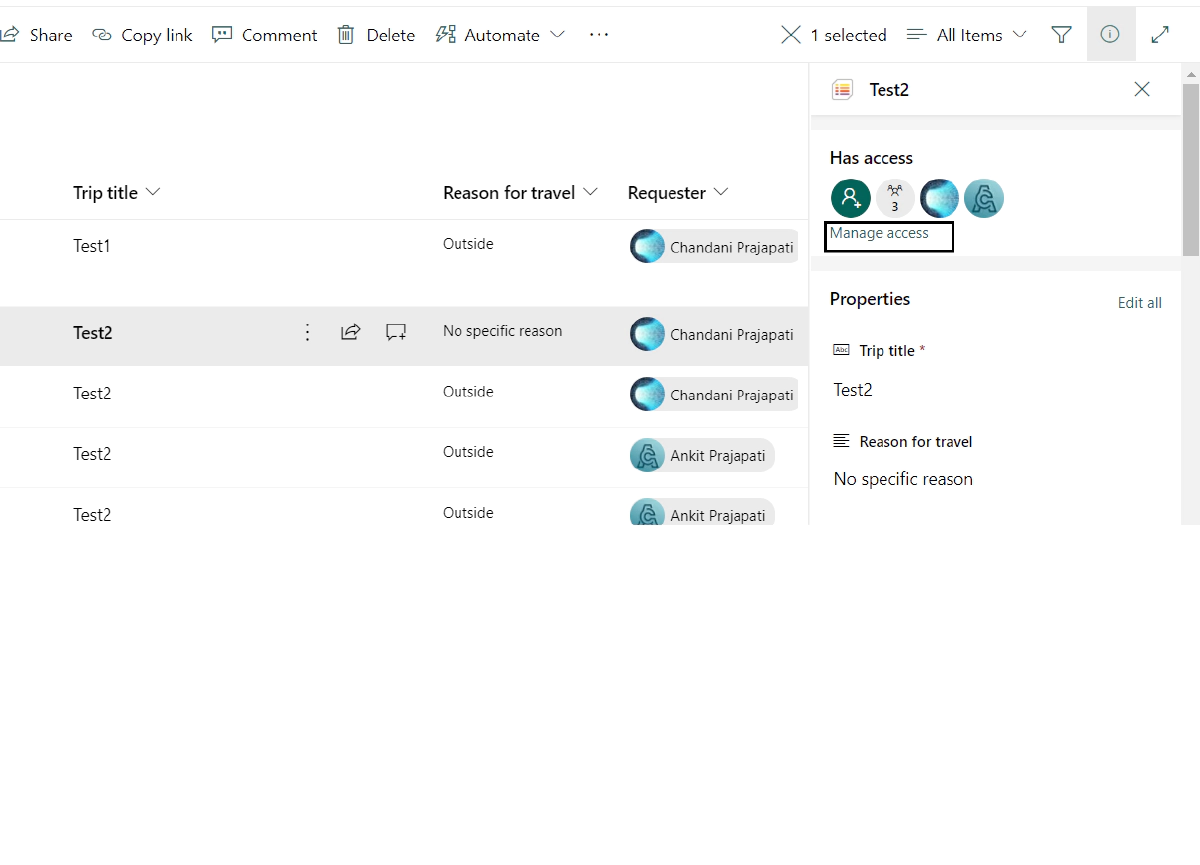 Share Copy link Comment Delete Automate ... 1 selected All Items
Test2
Has access
3
Manage access
Trip title Reason for travel Requester
Test1 Outside Chandani Prajapati
Test2 No specific reason Chandani Prajapati
Test2 Outside Chandani Prajapati
Test2 Outside Ankit Prajapati
Test2 Outside Ankit Prajapati
Properties Edit all
Abc Trip title *
Test2
Reason for travel
No specific reason